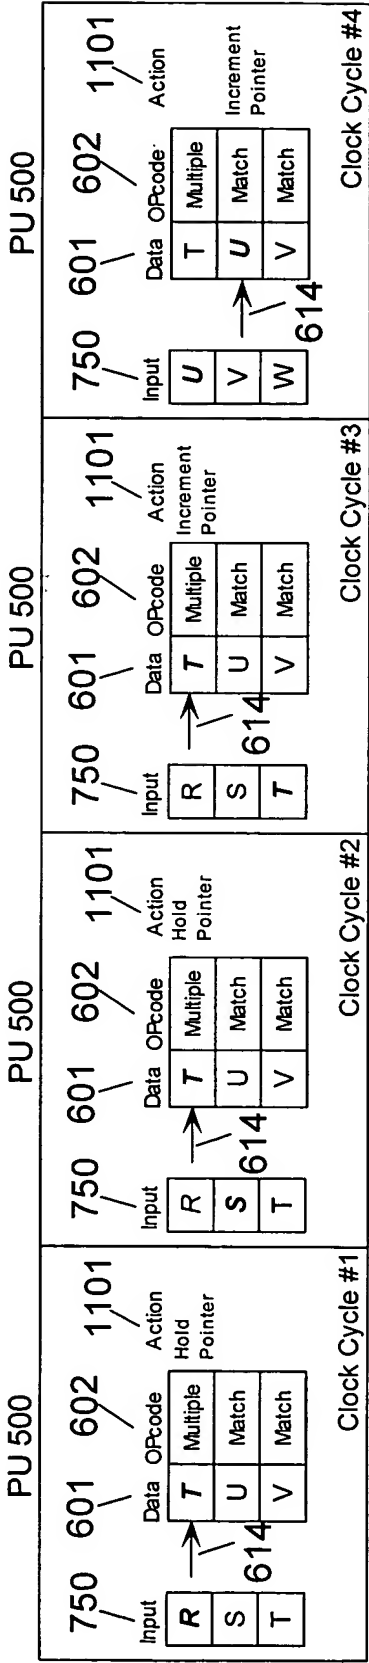 PU 500
750 601 602 1101
Input Data OPcode Action
R T Multiple Hold Pointer
S U Match
T V Match
614
Clock Cycle #1
PU 500
750 601 602 1101
Input Data OPcode Action
R T Multiple Hold Pointer
S U Match
T V Match
614
Clock Cycle #2
PU 500
750 601 602 1101
Input Data OPcode Action
R T Multiple Increment Pointer
S U Match
T V Match
614
Clock Cycle #3
PU 500
750 601 602 1101
Input Data OPcode Action
U T Multiple
V U Match Increment Pointer
W V Match
614
Clock Cycle #4